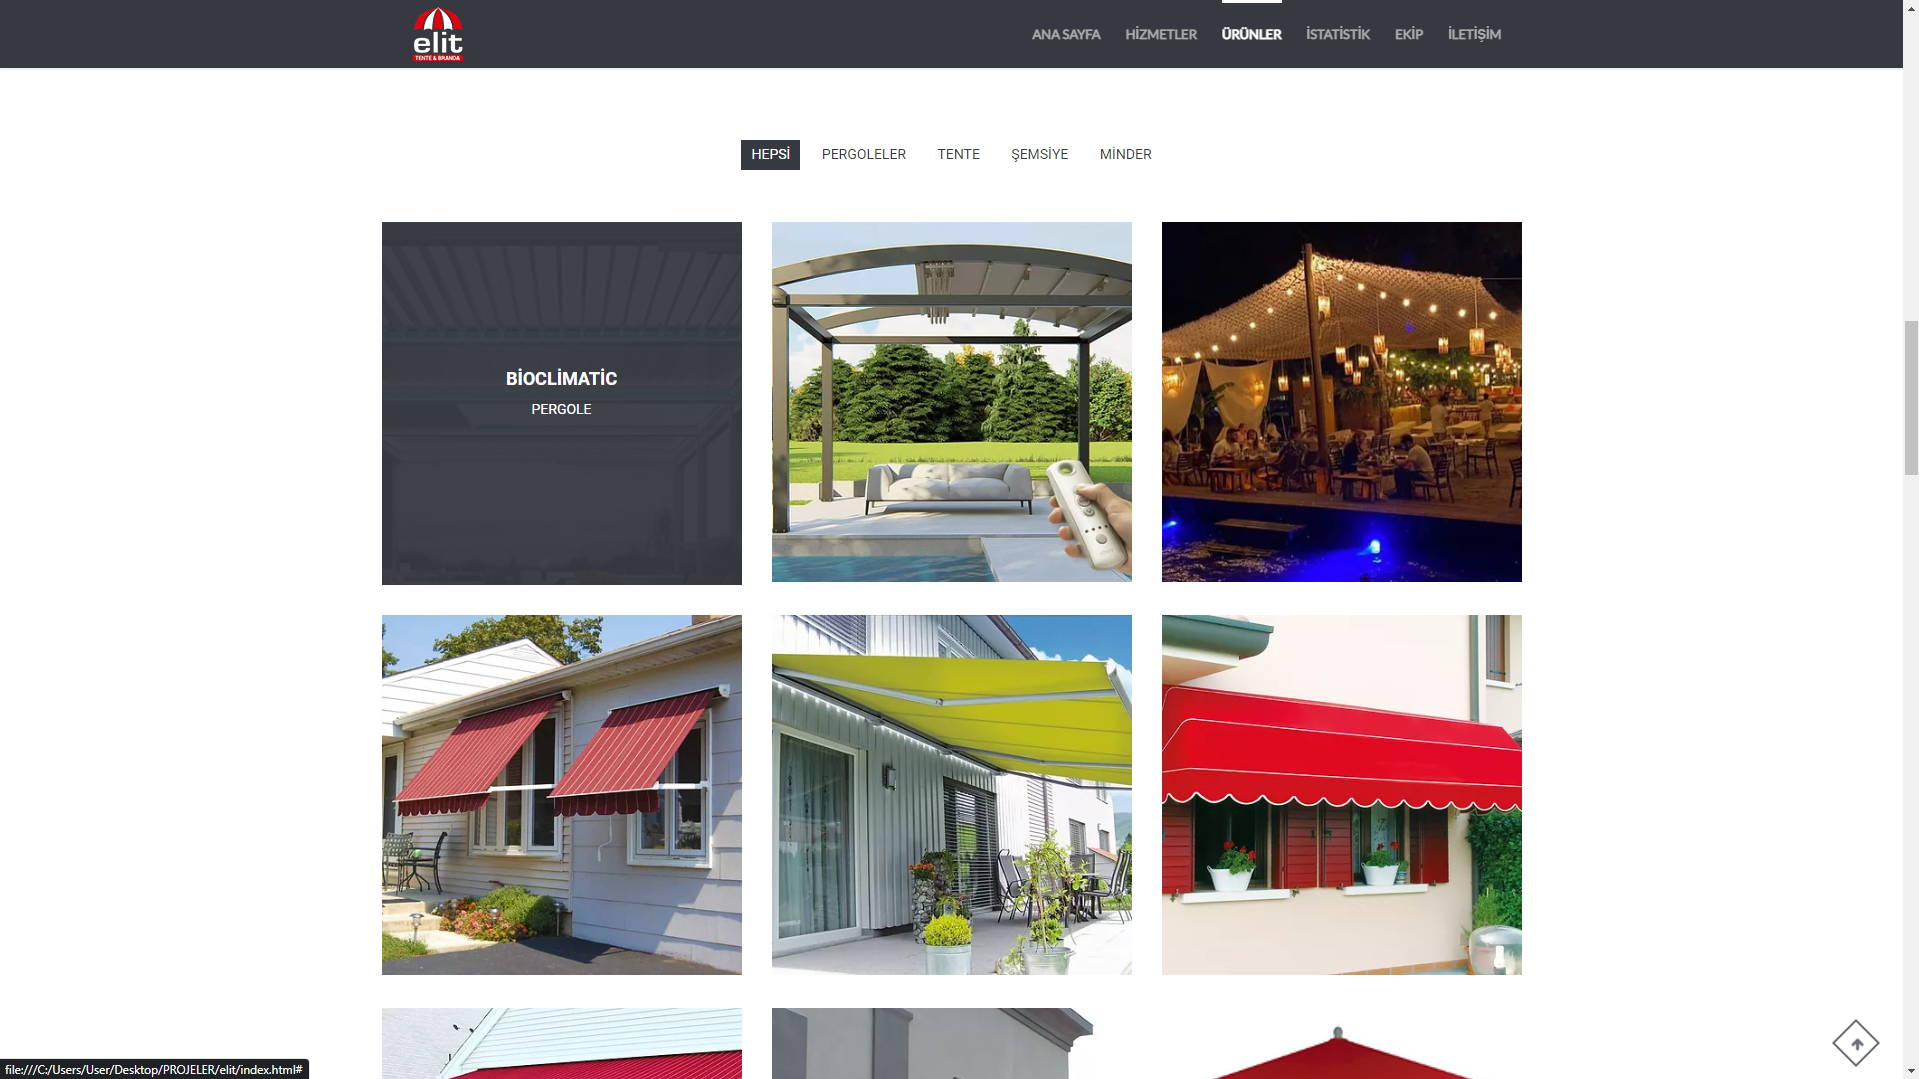 elit
TENTE & BRANDA
ANA SAYFA
HİZMETLER
ÜRÜNLER
İSTATİSTİK
EKİP
İLETİŞİM
HEPSİ
PERGOLELER
TENTE
ŞEMSİYE
MİNDER
BİOCLİMATİC
PERGOLE
file:///C:/Users/User/Desktop/PROJELER/elit/index.html#